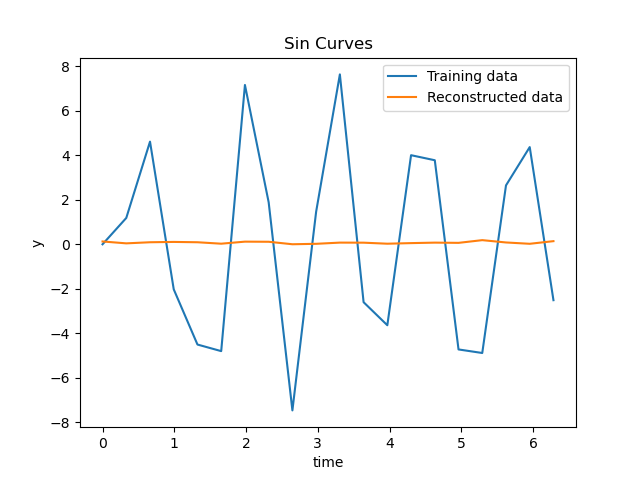 Sin Curves
Training data
Reconstructed data
8
6
4
2
0
−2
−4
−6
−8
y
0 1 2 3 4 5 6
time